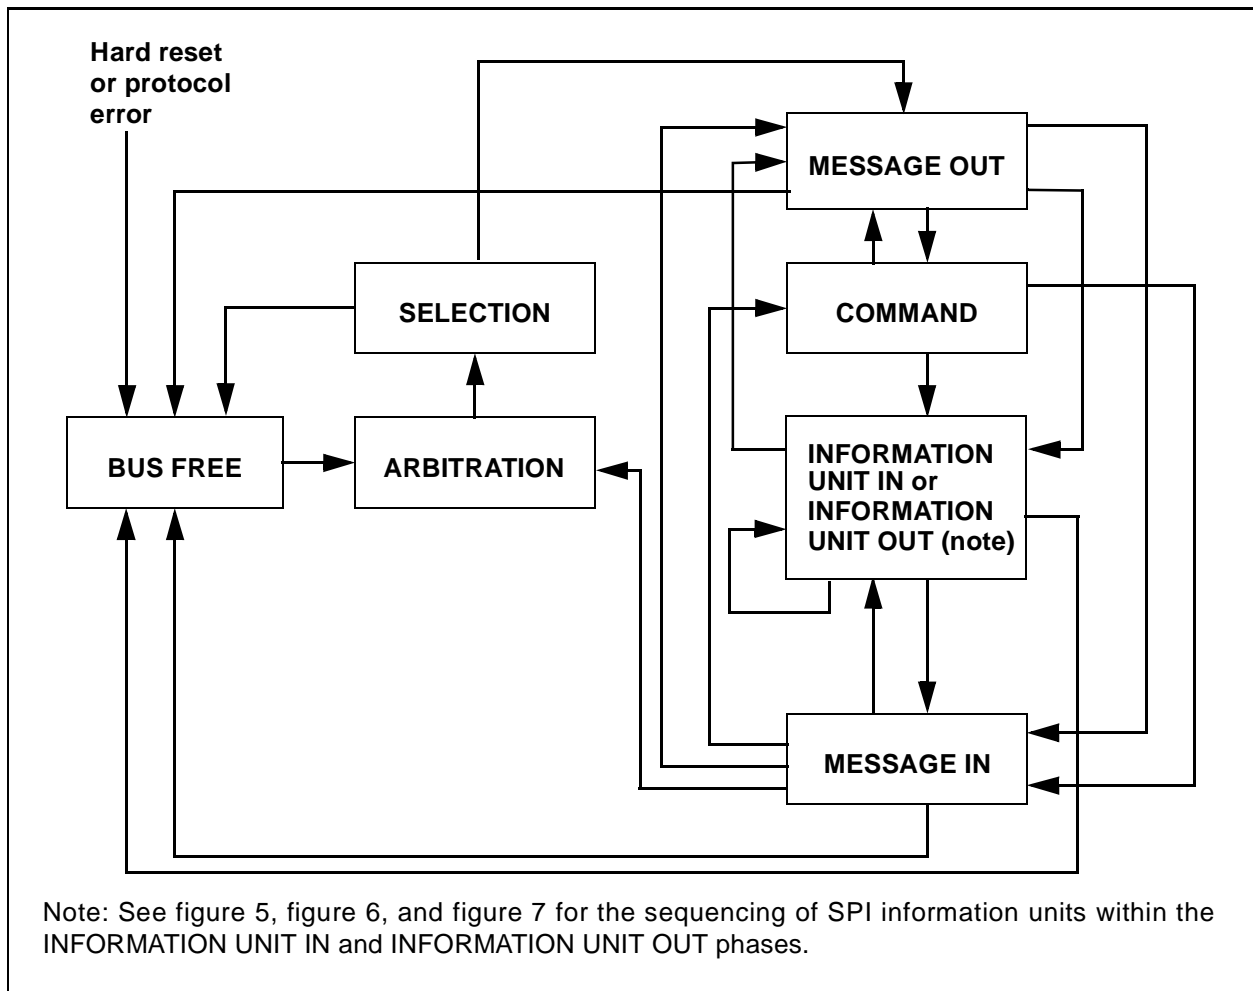 Hard reset
or protocol
error
MESSAGE OUT
SELECTION
COMMAND
BUS FREE
ARBITRATION
INFORMATION
UNIT IN or
INFORMATION
UNIT OUT (note)
MESSAGE IN
Note: See figure 5, figure 6, and figure 7 for the sequencing of SPI information units within the
INFORMATION UNIT IN and INFORMATION UNIT OUT phases.